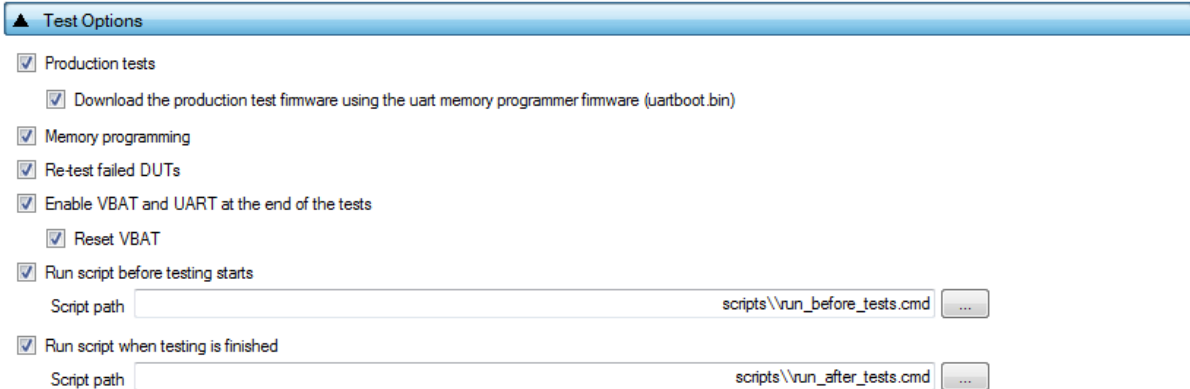 Test Options
Production tests
Download the production test firmware using the uart memory programmer firmware (uartboot.bin)
Memory programming
Re-test failed DUTs
Enable VBAT and UART at the end of the tests
Reset VBAT
Run script before testing starts
Script path scripts\\run_before_tests.cmd ...
Run script when testing is finished
Script path scripts\\run_after_tests.cmd ...